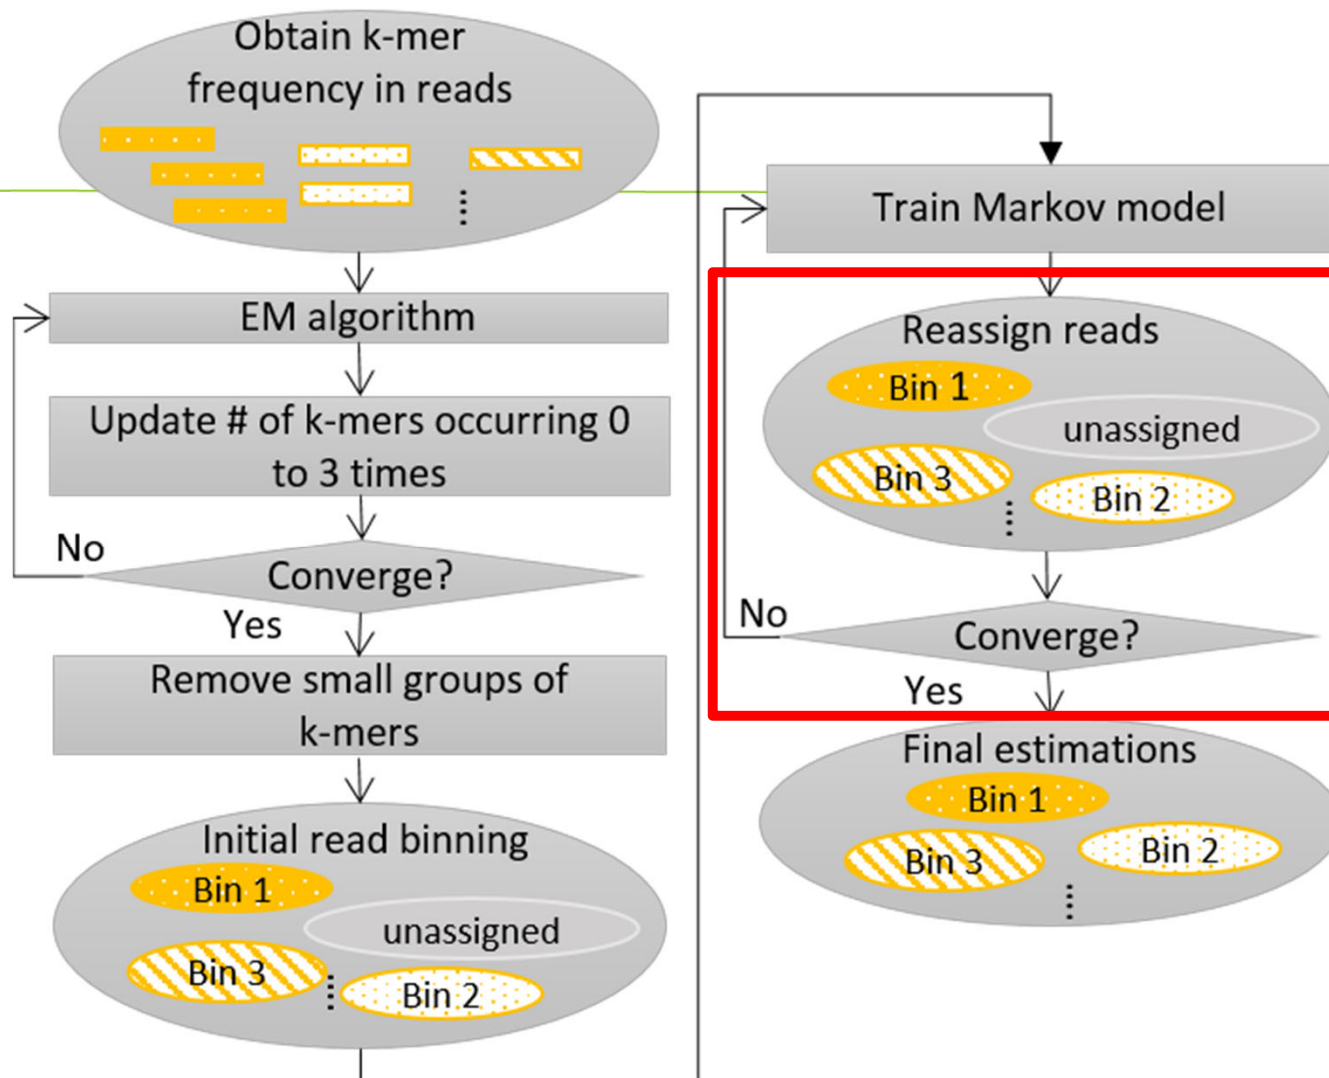 Obtain k-mer
frequency in reads
EM algorithm
Update # of k-mers occurring 0
to 3 times
No
Converge?
Yes
Remove small groups of
k-mers
Initial read binning
Bin 1
unassigned
Bin 3
Bin 2
Train Markov model
Reassign reads
Bin 1
unassigned
Bin 3
Bin 2
No
Converge?
Yes
Final estimations
Bin 1
Bin 2
Bin 3